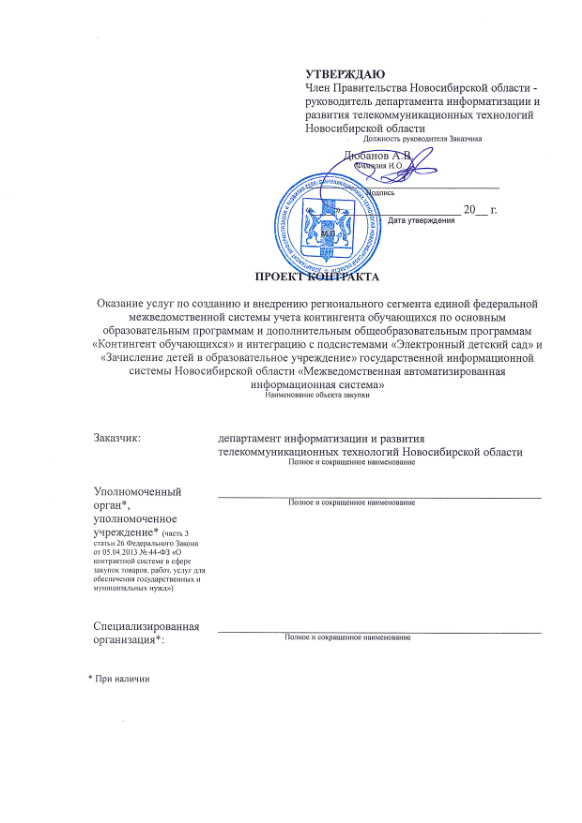 УТВЕРЖДАЮ
Член Правительства Новосибирской области -
руководитель департамента информатизации и
развития телекоммуникационных технологий
Новосибирской области
Должность руководителя Заказчика
Дюбанов А.В.
Фамилия И.О.
Подпись
20__ г.
Дата утверждения
М.П.
ПРОЕКТ КОНТРАКТА
Оказание услуг по созданию и внедрению регионального сегмента единой федеральной
межведомственной системы учета контингента обучающихся по основным
образовательным программам и дополнительным общеобразовательным программам
«Контингент обучающихся» и интеграцию с подсистемами «Электронный детский сад» и
«Зачисление детей в образовательное учреждение» государственной информационной
системы Новосибирской области «Межведомственная автоматизированная
информационная система»
Наименование объекта закупки
Заказчик:
департамент информатизации и развития
телекоммуникационных технологий Новосибирской области
Полное и сокращенное наименование
Уполномоченный
орган*,
уполномоченное
учреждение* (часть 3
статьи 26 Федерального Закона
от 05.04.2013 № 44-ФЗ «О
контрактной системе в сфере
закупок товаров, работ, услуг для
обеспечения государственных и
муниципальных нужд»)
Полное и сокращенное наименование
Специализированная
организация*:
Полное и сокращенное наименование
* При наличии